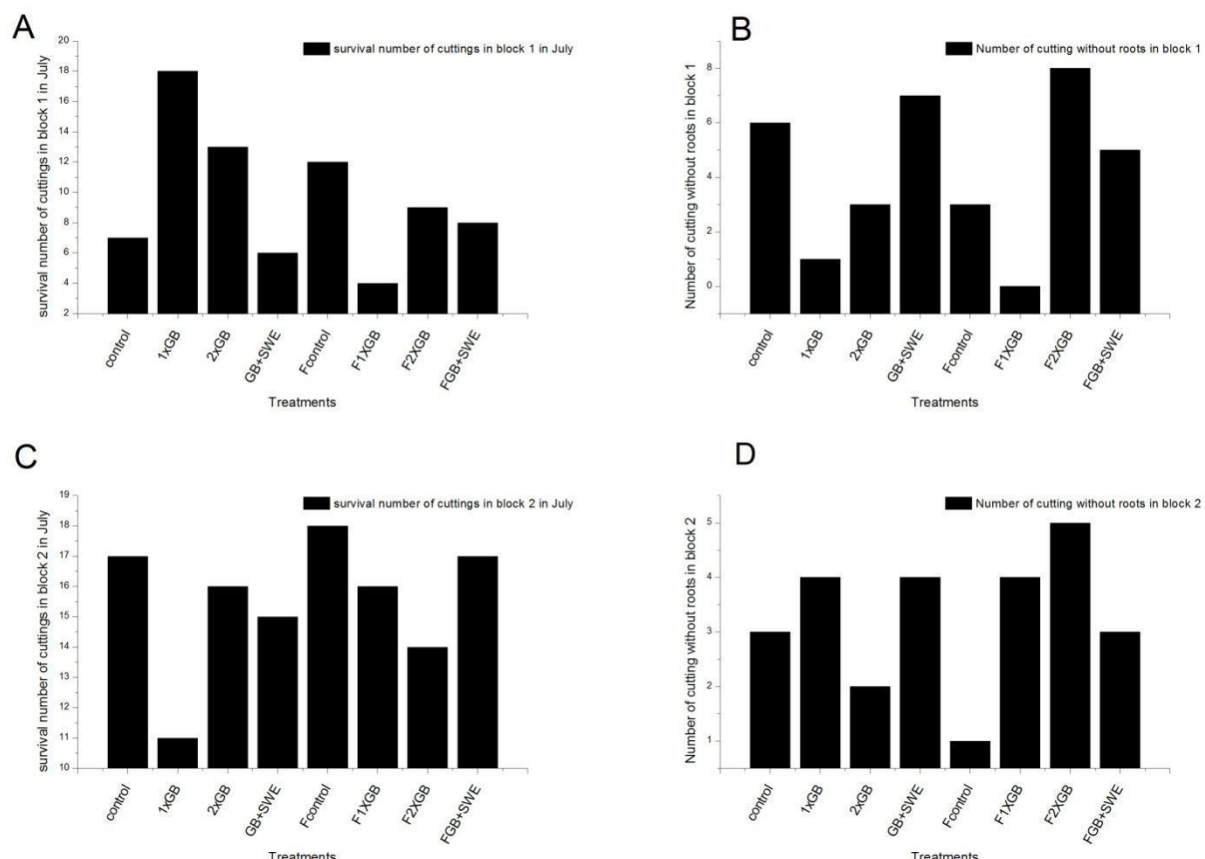 A
survival number of cuttings in block 1 in July
survival number of cuttings in block 1 in July
20
18
16
14
12
10
8
6
4
2
control
1xGB
2xGB
GB+SWE
Fcontrol
F1XGB
F2XGB
FGB+SWE
Treatments
B
Number of cutting without roots in block 1
Number of cutting without roots in block 1
8
6
4
2
0
control
1xGB
2xGB
GB+SWE
Fcontrol
F1XGB
F2XGB
FGB+SWE
Treatments
C
survival number of cuttings in block 2 in July
survival number of cuttings in block 2 in July
19
18
17
16
15
14
13
12
11
10
control
1xGB
2xGB
GB+SWE
Fcontrol
F1XGB
F2XGB
FGB+SWE
Treatments
D
Number of cutting without roots in block 2
Number of cutting without roots in block 2
5
4
3
2
1
control
1xGB
2xGB
GB+SWE
Fcontrol
F1XGB
F2XGB
FGB+SWE
Treatments